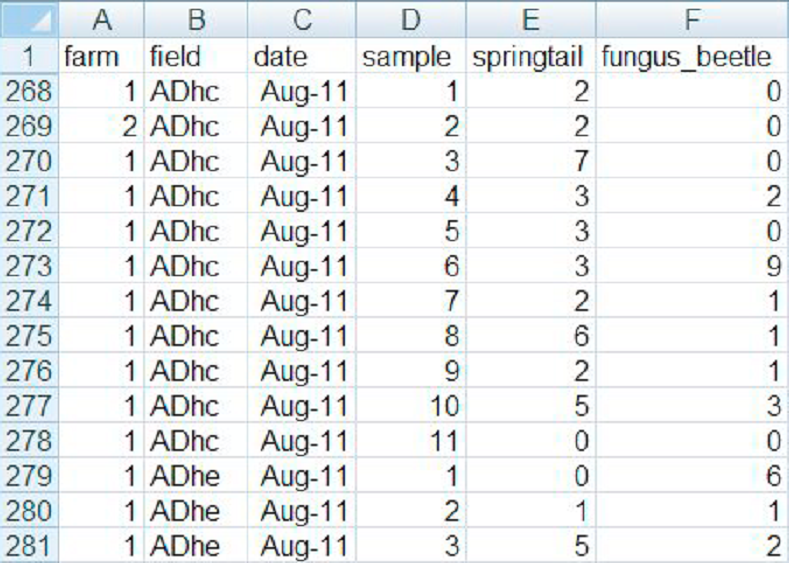 A B C D E F
1 farm field date sample springtail fungus_beetle
268 1 ADhc Aug-11 1 2 0
269 2 ADhc Aug-11 2 2 0
270 1 ADhc Aug-11 3 7 0
271 1 ADhc Aug-11 4 3 2
272 1 ADhc Aug-11 5 3 0
273 1 ADhc Aug-11 6 3 9
274 1 ADhc Aug-11 7 2 1
275 1 ADhc Aug-11 8 6 1
276 1 ADhc Aug-11 9 2 1
277 1 ADhc Aug-11 10 5 3
278 1 ADhc Aug-11 11 0 0
279 1 ADhe Aug-11 1 0 6
280 1 ADhe Aug-11 2 1 1
281 1 ADhe Aug-11 3 5 2